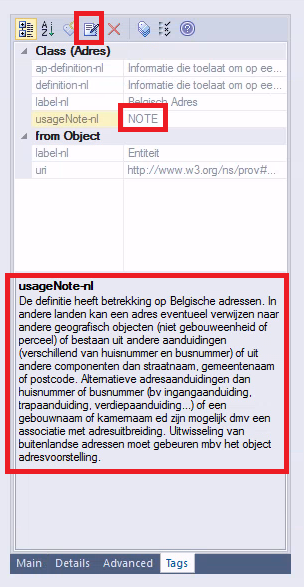 Class (Adres)
ap-definition-nl Informatie die toelaat om op ee...
definition-nl Informatie die toelaat om op ee...
label-nl Belgisch Adres
usageNote-nl NOTE
from Object
label-nl Entiteit
uri http://www.w3.org/ns/prov#...
usageNote-nl
De definitie heeft betrekking op Belgische adressen. In
andere landen kan een adres eventueel verwijzen naar
andere geografisch objecten (niet gebouweenheid of
perceel) of bestaan uit andere aanduidingen
(verschillend van huisnummer en busnummer) of uit
andere componenten dan straatnaam, gemeentenaam
of postcode. Alternatieve adresaanduidingen dan
huisnummer of busnummer (bv ingangaanduiding,
trapaanduiding, verdiepaanduiding...) of een
gebouwnaam of kamernaam ed zijn mogelijk dmv een
associatie met adresuitbreiding. Uitwisseling van
buitenlandse adressen moet gebeuren mbv het object
adresvoorstelling.
Main Details Advanced Tags